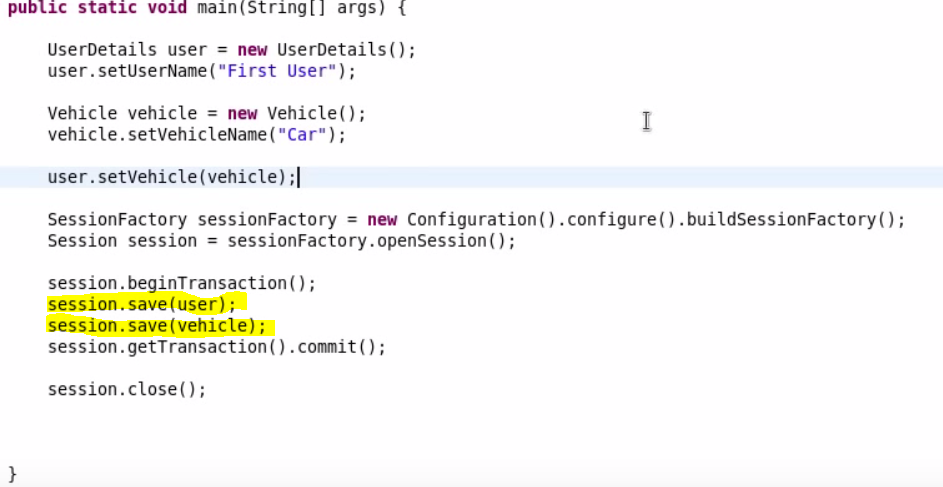 public static void main(String[] args) {
UserDetails user = new UserDetails();
user.setUserName("First User");
Vehicle vehicle = new Vehicle();
vehicle.setVehicleName("Car");
user.setVehicle(vehicle);
SessionFactory sessionFactory = new Configuration().configure().buildSessionFactory();
Session session = sessionFactory.openSession();
session.beginTransaction();
session.save(user);
session.save(vehicle);
session.getTransaction().commit();
session.close();
}